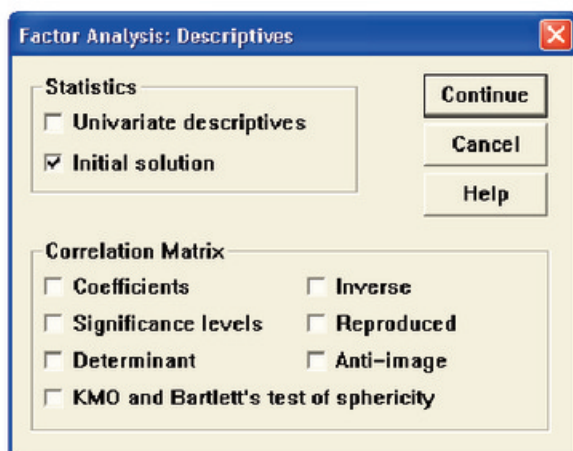 Factor Analysis: Descriptives
Statistics
Univariate descriptives
Initial solution
Continue
Cancel
Help
Correlation Matrix
Coefficients
Inverse
Significance levels
Reproduced
Determinant
Anti-image
KMO and Bartlett's test of sphericity